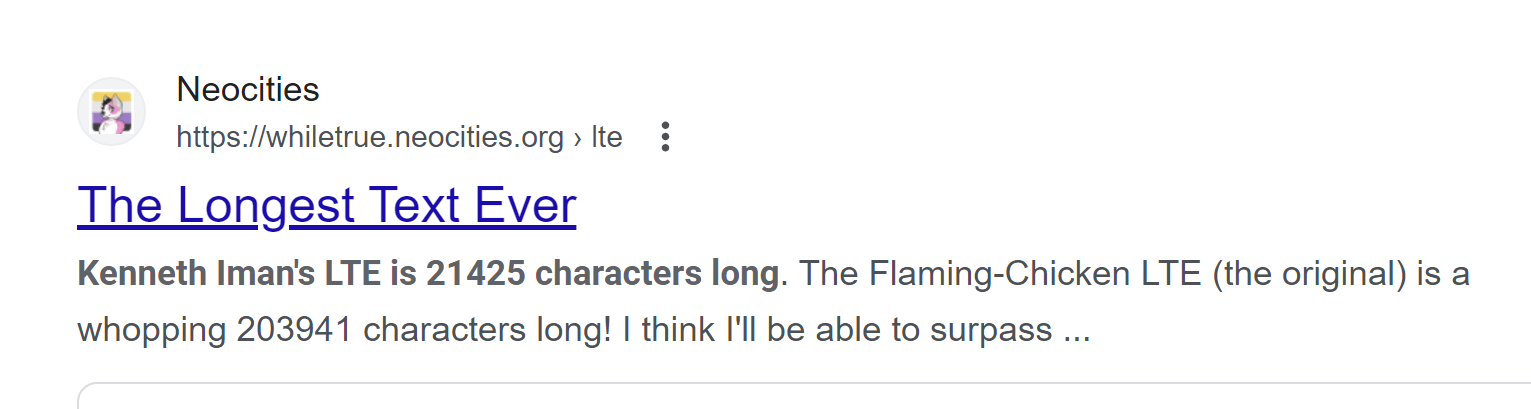 Neocities
https://whiletrue.neocities.org › lte
The Longest Text Ever
Kenneth Iman's LTE is 21425 characters long. The Flaming-Chicken LTE (the original) is a
whopping 203941 characters long! I think I'll be able to surpass ...